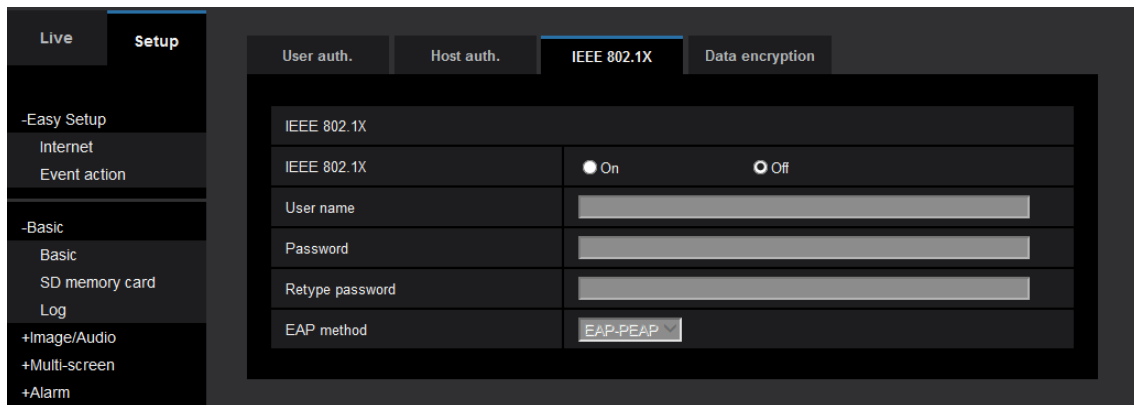 Live Setup
User auth. Host auth. IEEE 802.1X Data encryption
-Easy Setup
Internet
Event action
-Basic
Basic
SD memory card
Log
+Image/Audio
+Multi-screen
+Alarm
IEEE 802.1X
IEEE 802.1X On Off
User name
Password
Retype password
EAP method EAP-PEAP